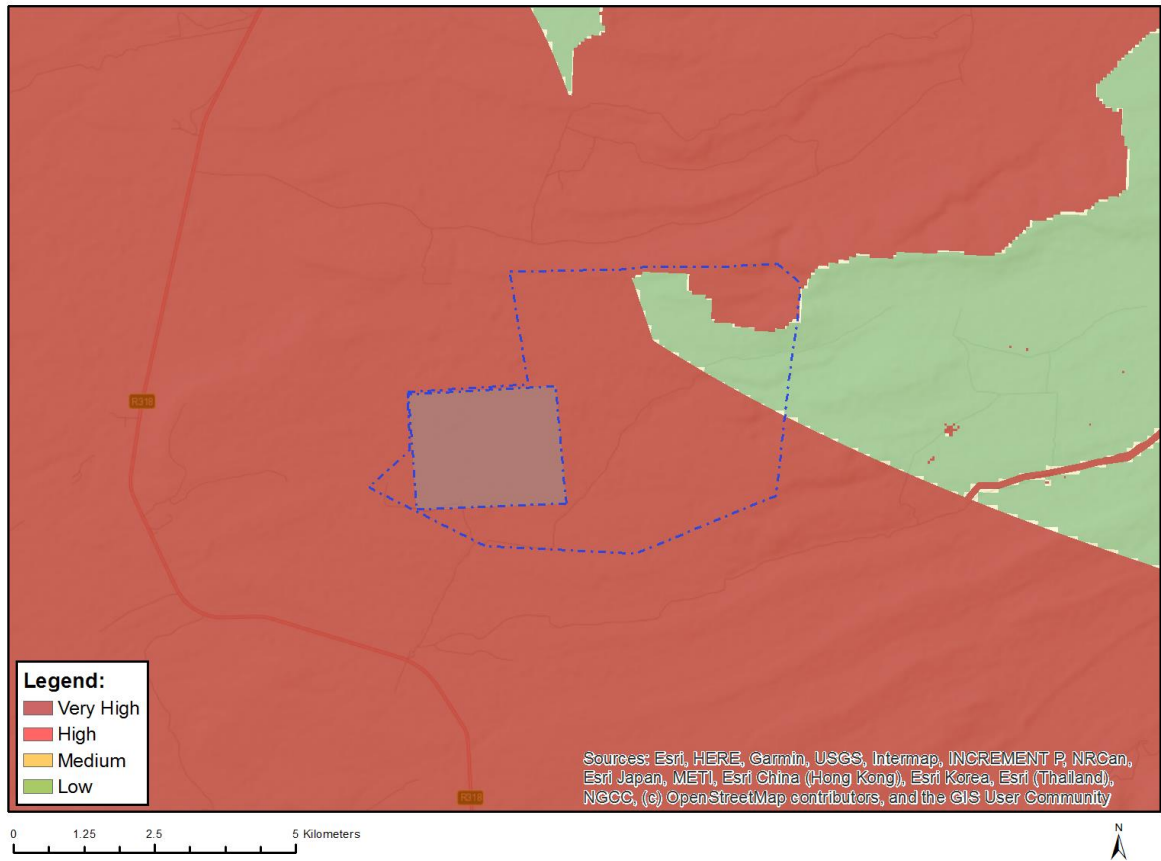 R318
Legend:
Very High
High
Medium
Low
R318
Sources: Esri, HERE, Garmin, USGS, Intermap, INCREMENT P, NRCan,
Esri Japan, METI, Esri China (Hong Kong), Esri Korea, Esri (Thailand),
NGCC, (c) OpenStreetMap contributors, and the GIS User Community
0 1.25 2.5 5 Kilometers
N